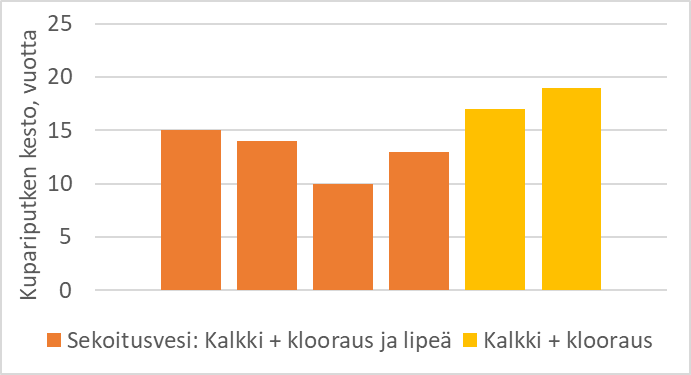 Kupariputken kesto, vuotta
25
20
15
10
5
0
Sekoitusvesi: Kalkki + klooraus ja lipeä
Kalkki + klooraus